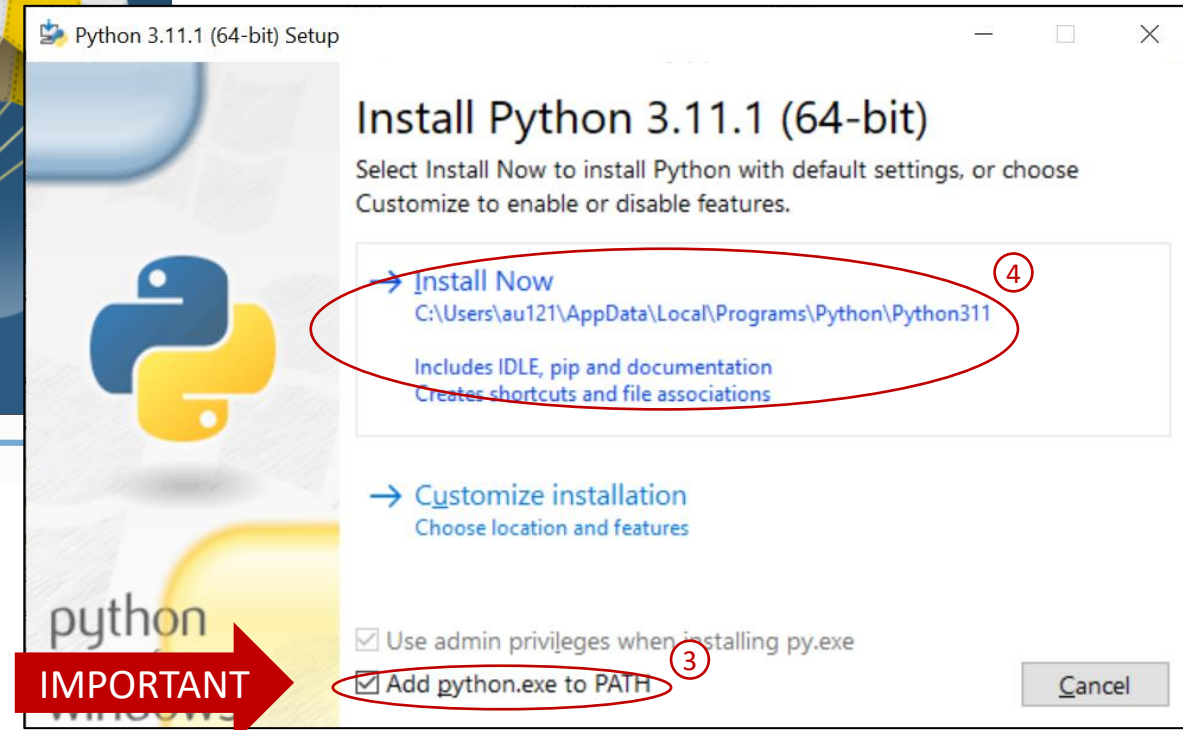 Python 3.11.1 (64-bit) Setup
Install Python 3.11.1 (64-bit)
Select Install Now to install Python with default settings, or choose
Customize to enable or disable features.
Install Now
4
C:\Users\au121\AppData\Local\Programs\Python\Python311
Includes IDLE, pip and documentation
Creates shortcuts and file associations
Customize installation
Choose location and features
python
Use admin privileges when installing py.exe
3
IMPORTANT
Add python.exe to PATH
Cancel
windows